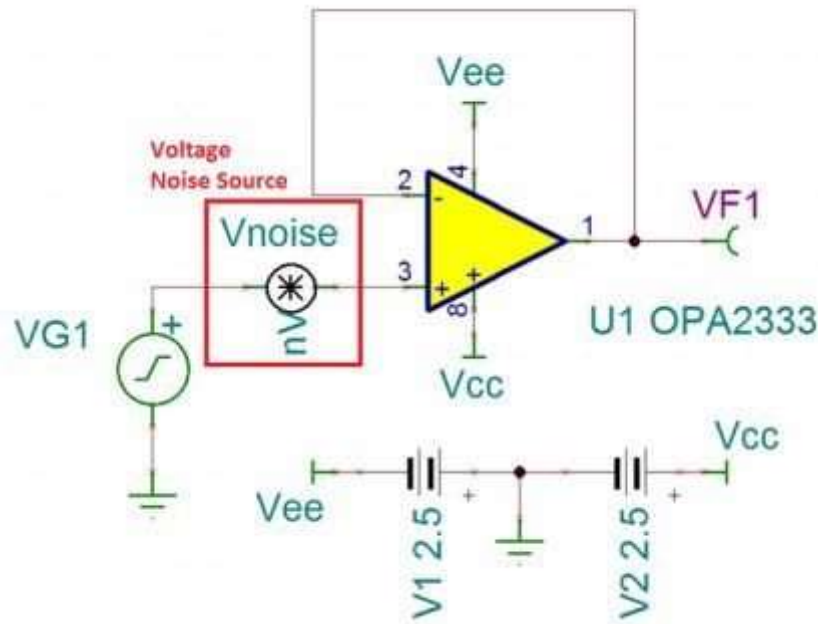 Vee
Voltage
Noise Source
Vnoise
nV
VG1
+
2
-
3
+
4
+
8
1
VF1
U1 OPA2333
Vcc
Vee
V1 2.5
+
V2 2.5
+
Vcc